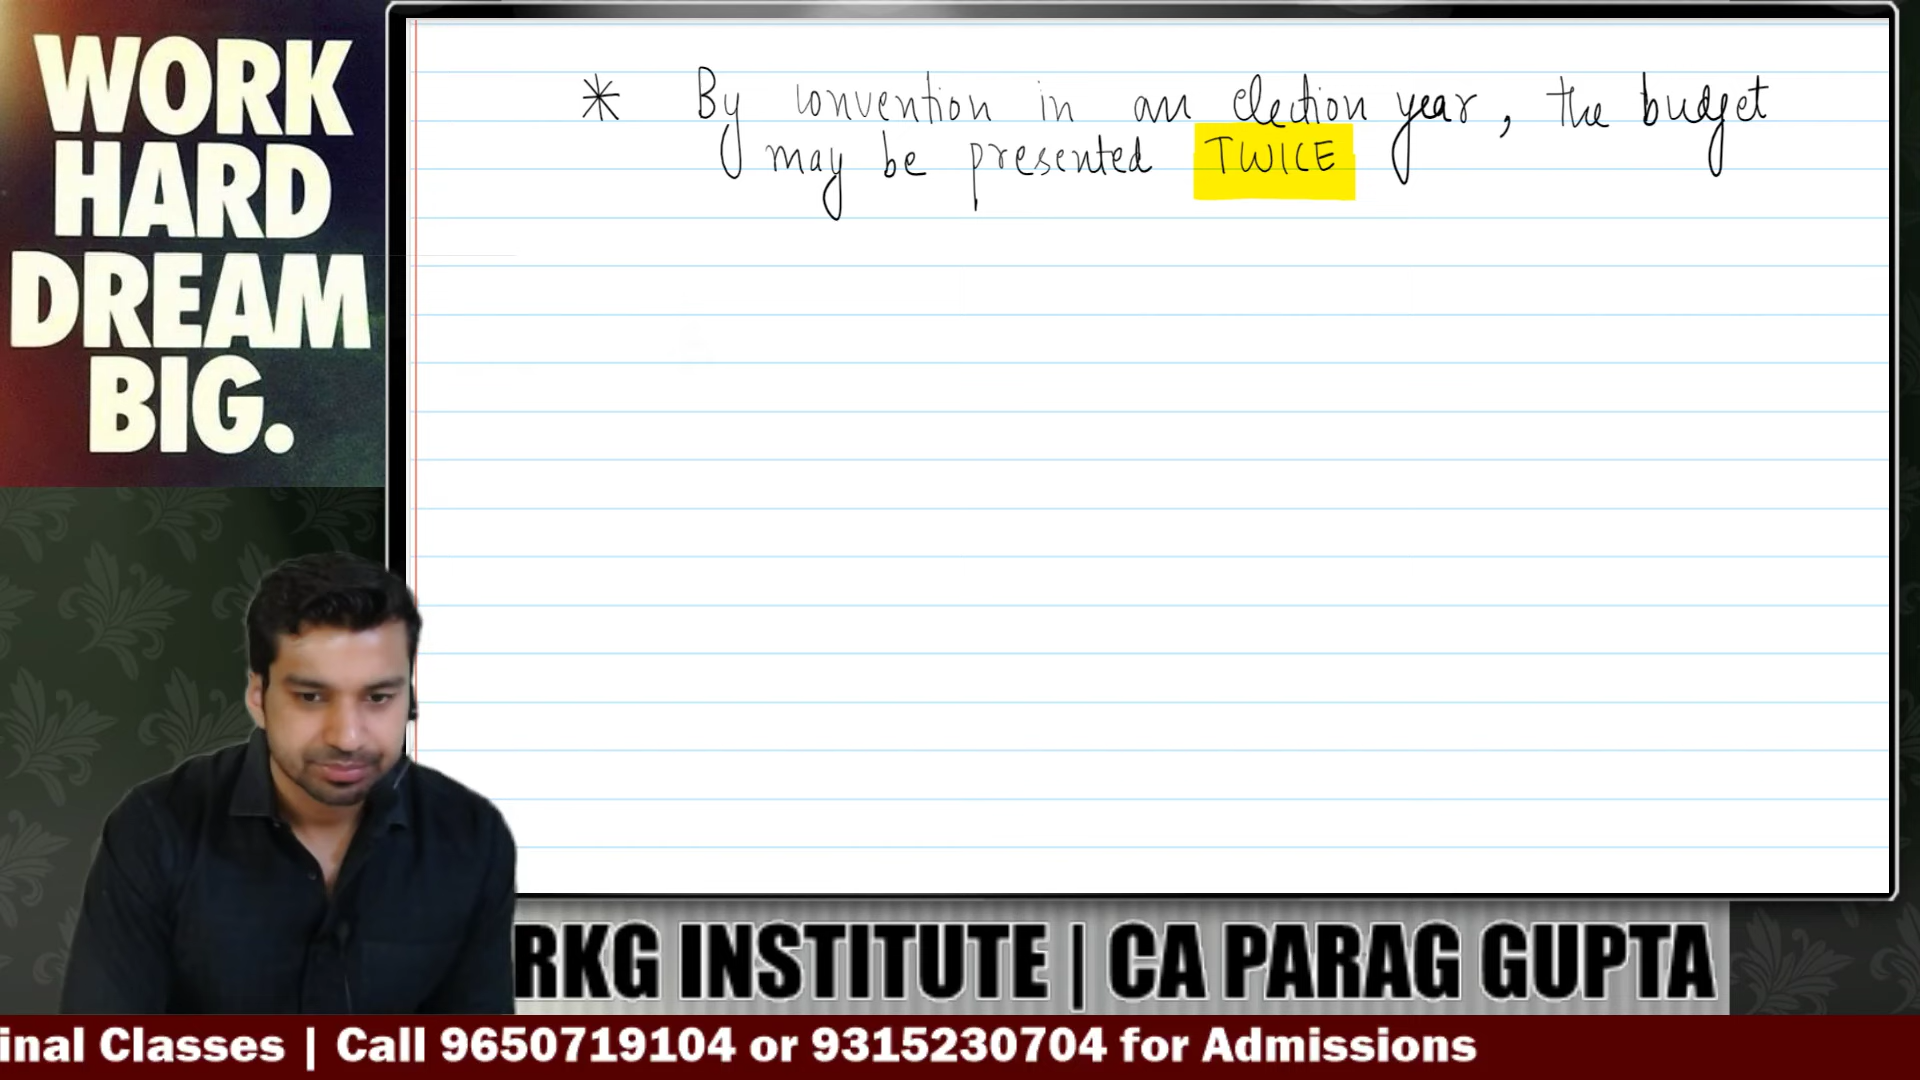 WORK
HARD
DREAM
BIG.
* By convention in an election year, the budget
may be presented TWICE
RKG INSTITUTE | CA PARAG GUPTA
inal Classes | Call 9650719104 or 9315230704 for Admissions